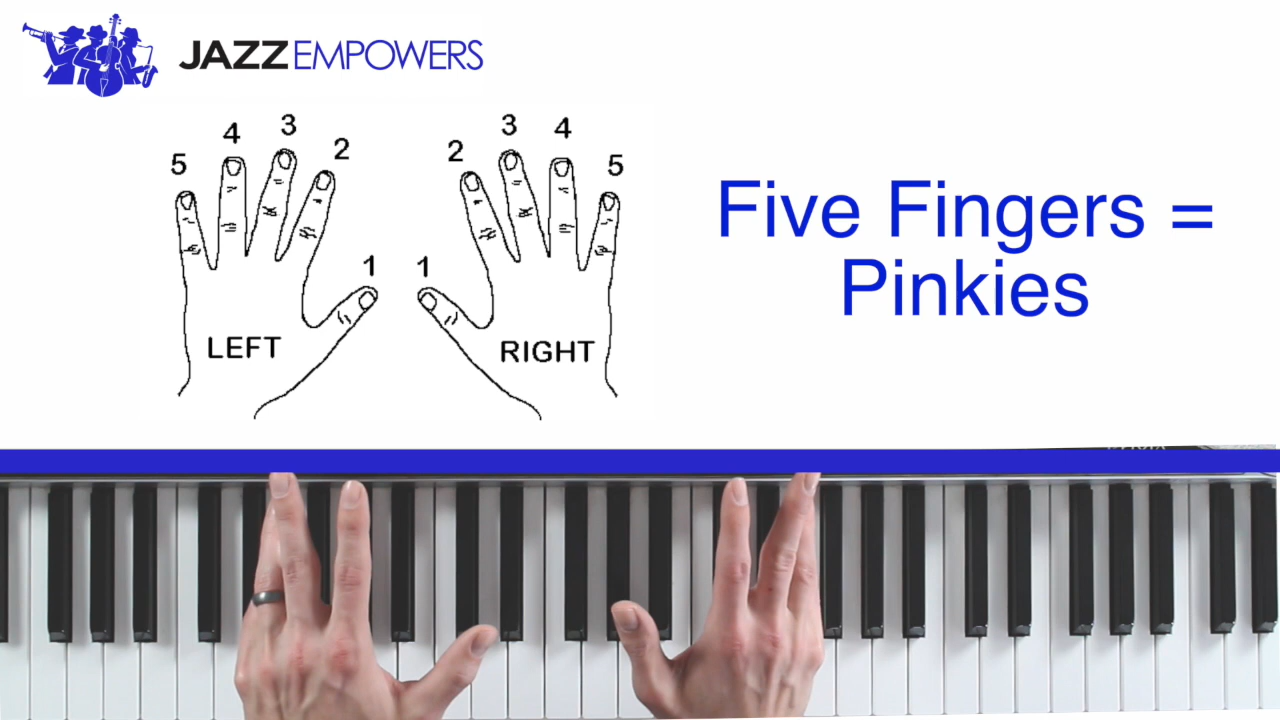 JAZZ EMPOWERS
5 4 3 2 1
LEFT
1 2 3 4 5
RIGHT
Five Fingers =
Pinkies